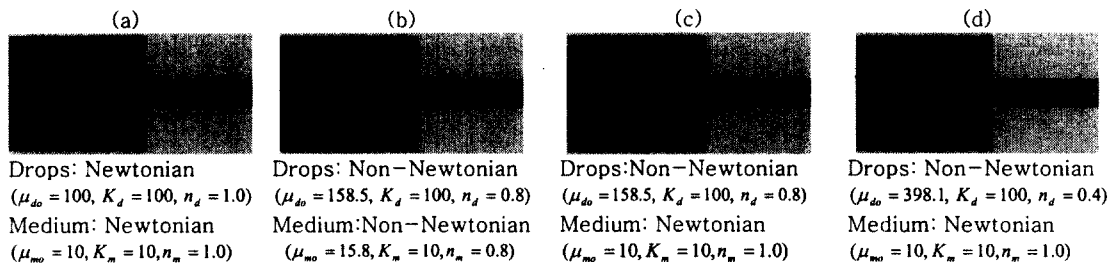 (a) (b) (c) (d)
Drops: Newtonian
(μdo = 100, Kd = 100, nd = 1.0)
Medium: Newtonian
(μmo = 10, Km = 10, nm = 1.0)
Drops: Non-Newtonian
(μdo = 158.5, Kd = 100, nd = 0.8)
Medium:Non-Newtonian
(μmo = 15.8, Km = 10, nm = 0.8)
Drops:Non-Newtonian
(μdo = 158.5, Kd = 100, nd = 0.8)
Medium: Newtonian
(μmo = 10, Km = 10, nm = 1.0)
Drops: Non-Newtonian
(μdo = 398.1, Kd = 100, nd = 0.4)
Medium: Newtonian
(μmo = 10, Km = 10, nm = 1.0)